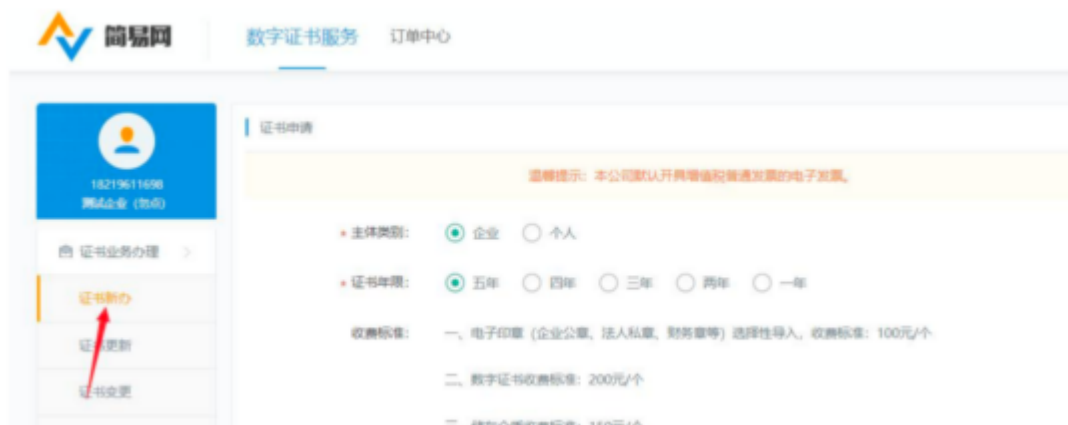 简易网
数字证书服务 订单中心
证书申请
温馨提示：本公司默认开具增值税普通发票的电子发票。
18219611698
测试企业（勿点）
* 主体类别： 企业 个人
证书业务办理 >
* 证书年限： 五年 四年 三年 两年 一年
证书新办
收费标准： 一、电子印章（企业公章、法人私章、财务章等）选择性导入，收费标准：100元/个
证书更新
二、数字证书收费标准：200元/个
证书变更